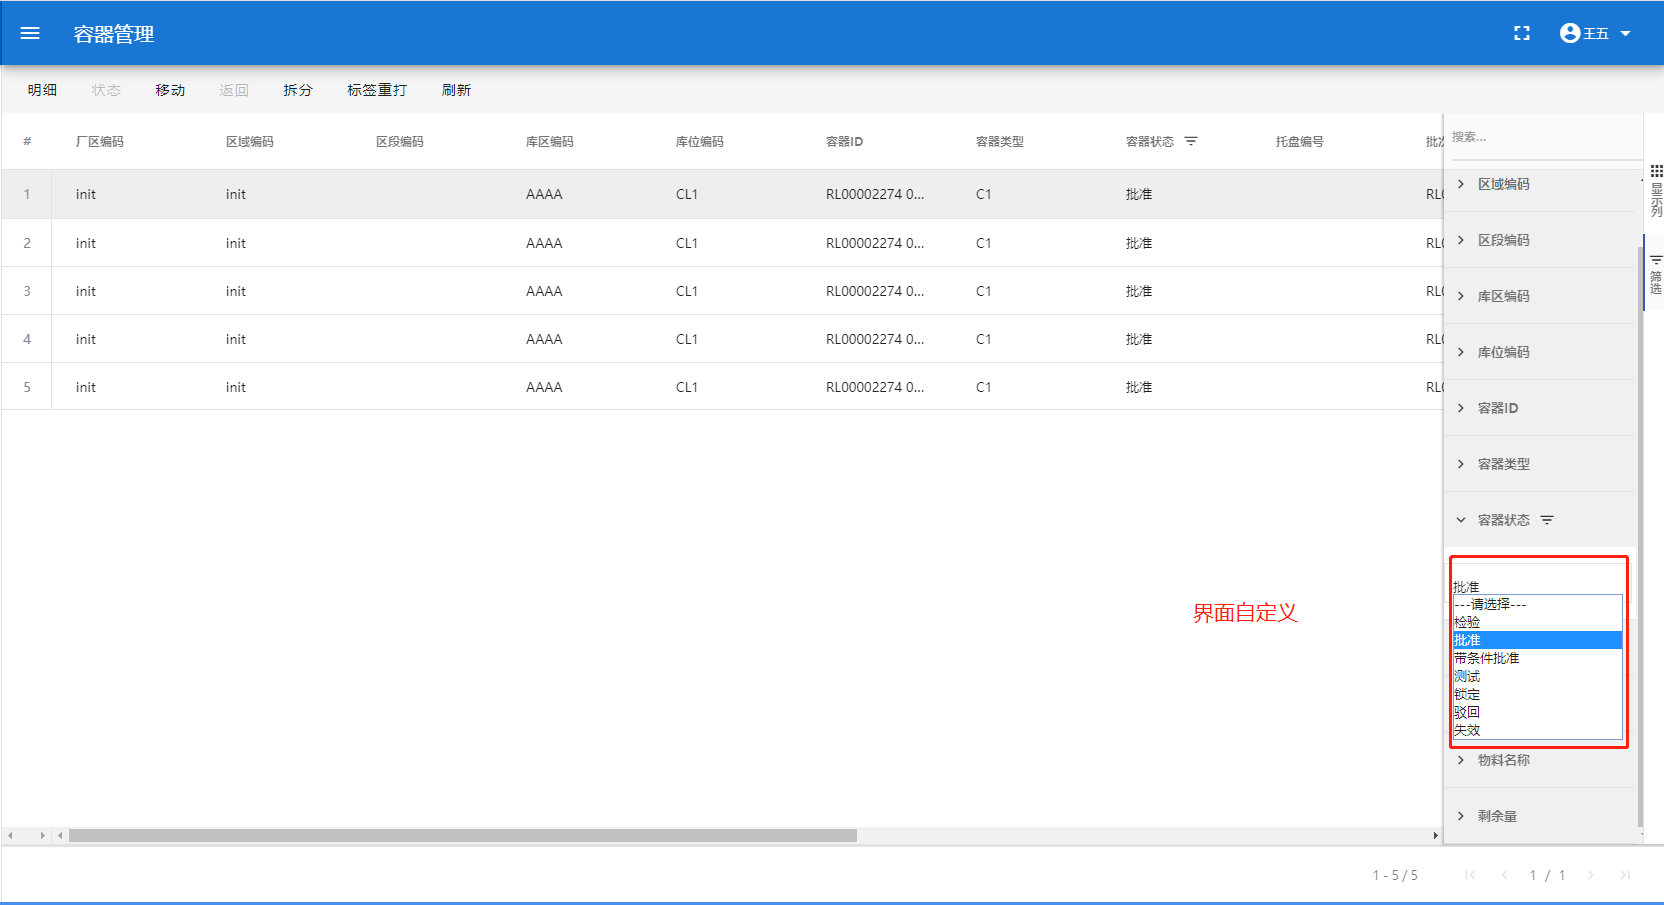 容器管理
王五
明细 状态 移动 返回 拆分 标签重打 刷新
# 厂区编码 区域编码 区段编码 库区编码 库位编码 容器ID 容器类型 容器状态 托盘编号 批次
1 init init AAAA CL1 RL00002274 0... C1 批准 RL0
2 init init AAAA CL1 RL00002274 0... C1 批准 RL0
3 init init AAAA CL1 RL00002274 0... C1 批准 RL0
4 init init AAAA CL1 RL00002274 0... C1 批准 RL0
5 init init AAAA CL1 RL00002274 0... C1 批准 RL0
搜索...
区域编码
区段编码
库区编码
库位编码
容器ID
容器类型
容器状态
批准
---请选择---
检验
批准
带条件批准
测试
锁定
驳回
失效
物料名称
剩余量
显示列
筛选
界面自定义
1 - 5 / 5
1 / 1